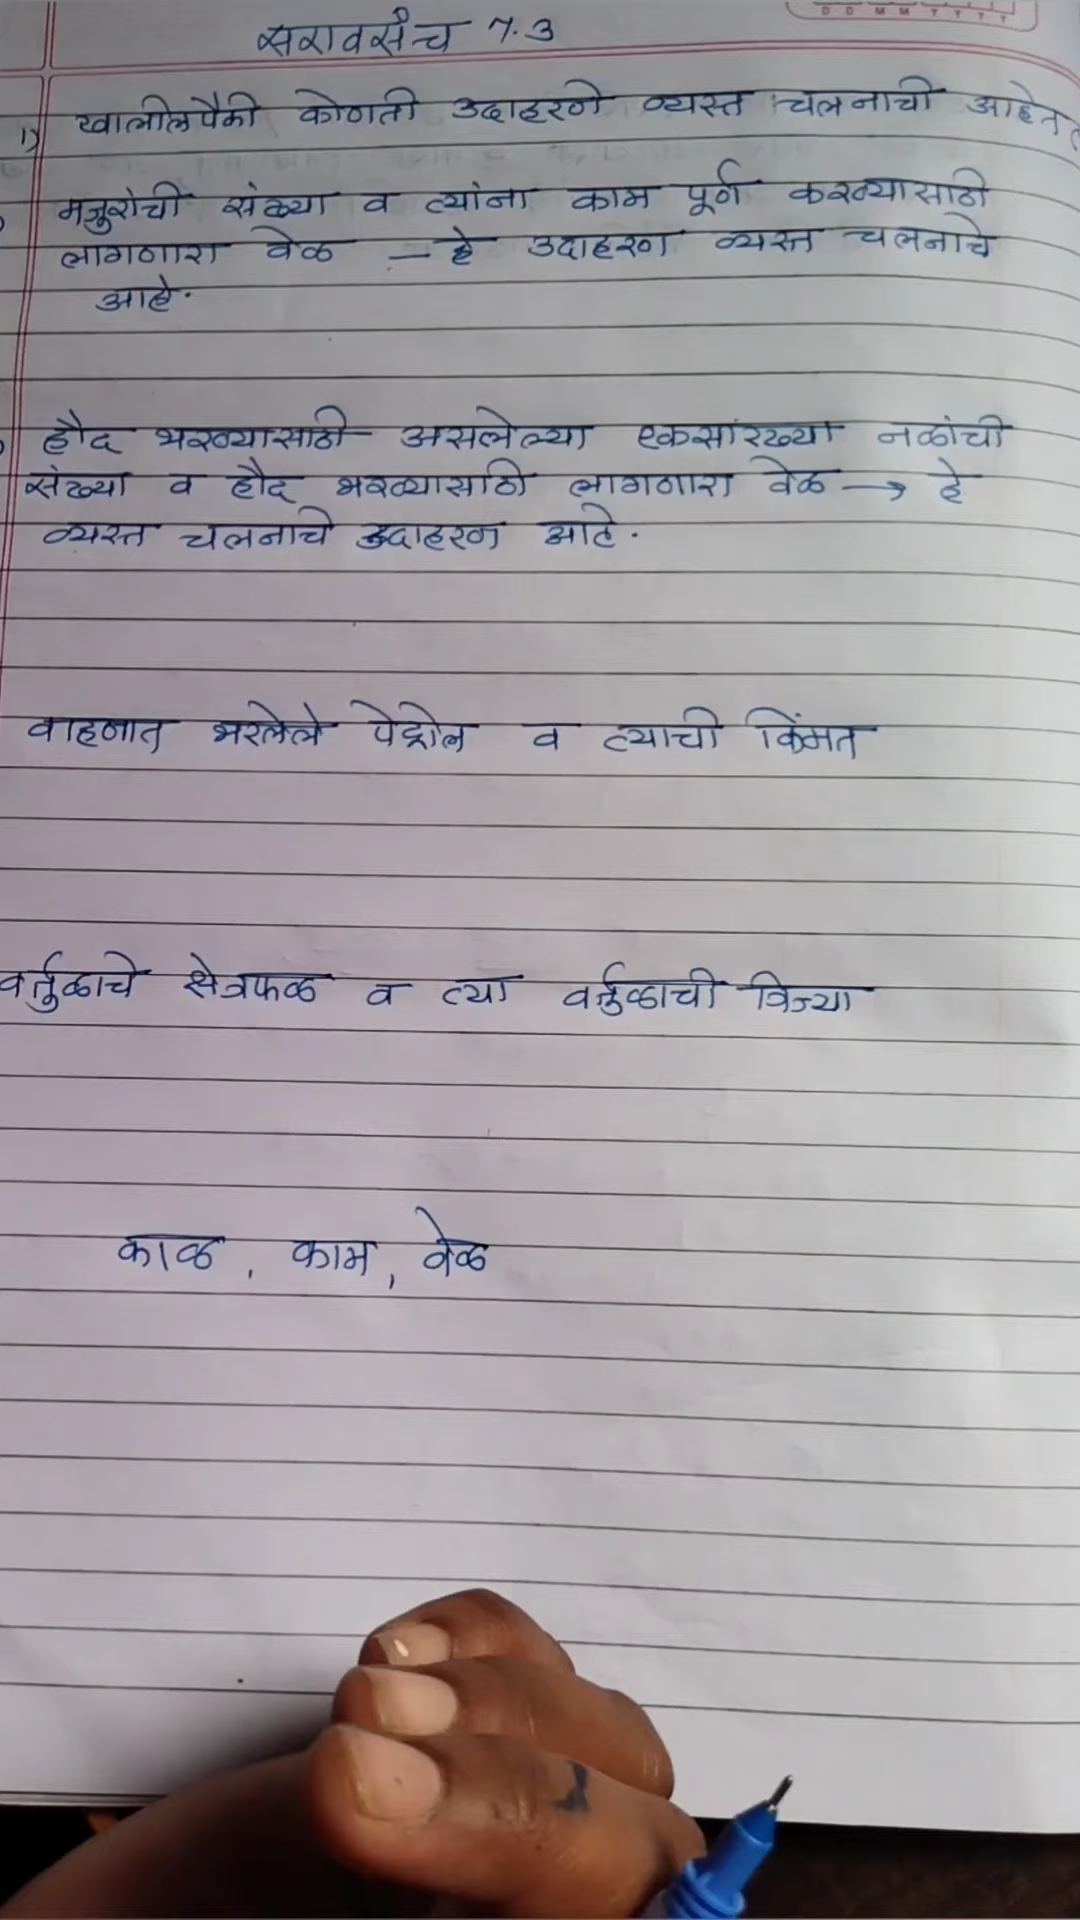 सरावसंच 7.3
D D M M Y Y Y Y
1) खालीलपैकी कोणती उदाहरणे व्यस्त चलनाची आहेत
मजुरांची संख्या व त्यांना काम पूर्ण करण्यासाठी
लागणारा वेळ — हे उदाहरण व्यस्त चलनाचे
आहे.
हौद भरण्यासाठी असलेल्या एकसारख्या नळांची
संख्या व हौद भरण्यासाठी लागणारा वेळ → हे
व्यस्त चलनाचे उदाहरण आहे.
वाहनात भरलेले पेट्रोल व त्याची किंमत
वर्तुळाचे क्षेत्रफळ व त्या वर्तुळाची त्रिज्या
काळ, काम, वेळ